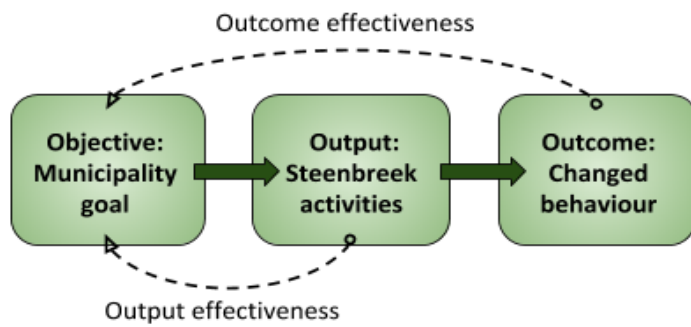 Outcome effectiveness
Objective:
Municipality
goal
Output:
Steenbreek
activities
Outcome:
Changed
behaviour
Output effectiveness